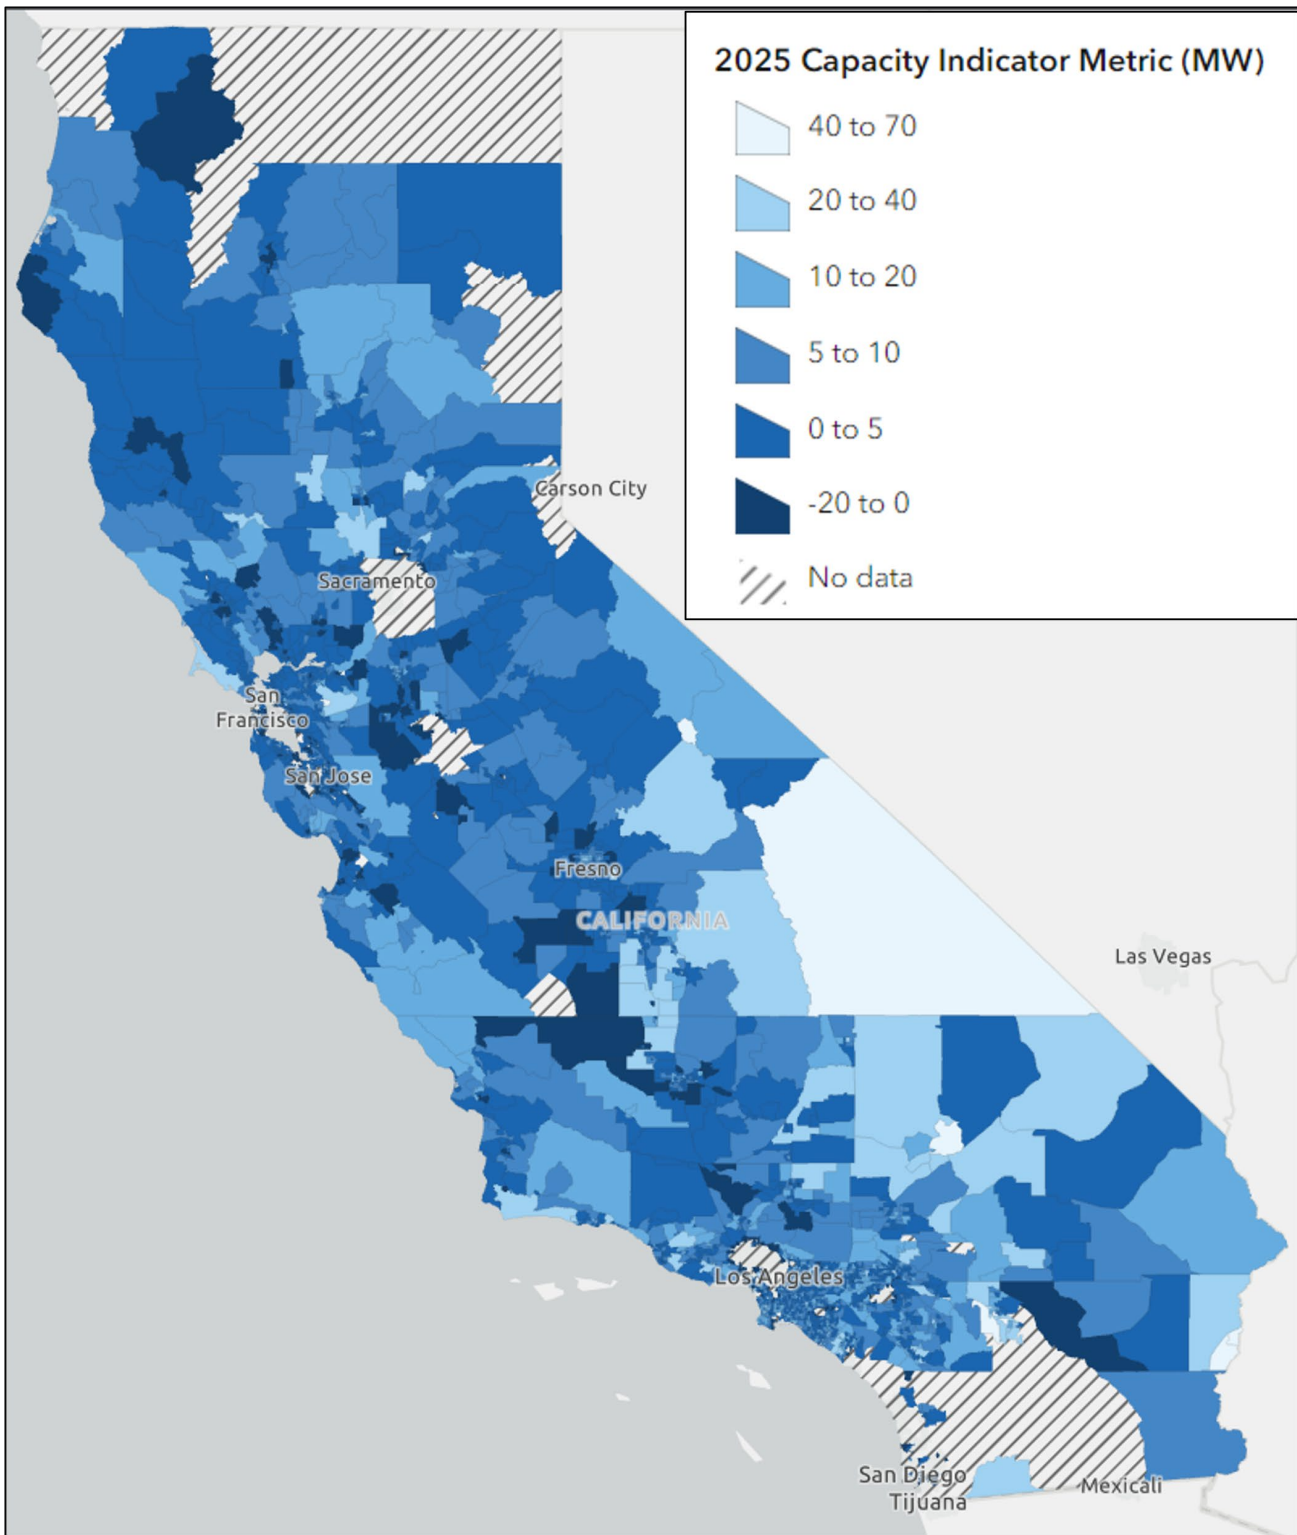 2025 Capacity Indicator Metric (MW)
40 to 70
20 to 40
10 to 20
5 to 10
0 to 5
-20 to 0
No data
Carson City
Sacramento
San
Francisco
San Jose
Fresno
CALIFORNIA
Las Vegas
Los Angeles
San Diego
Tijuana
Mexicali